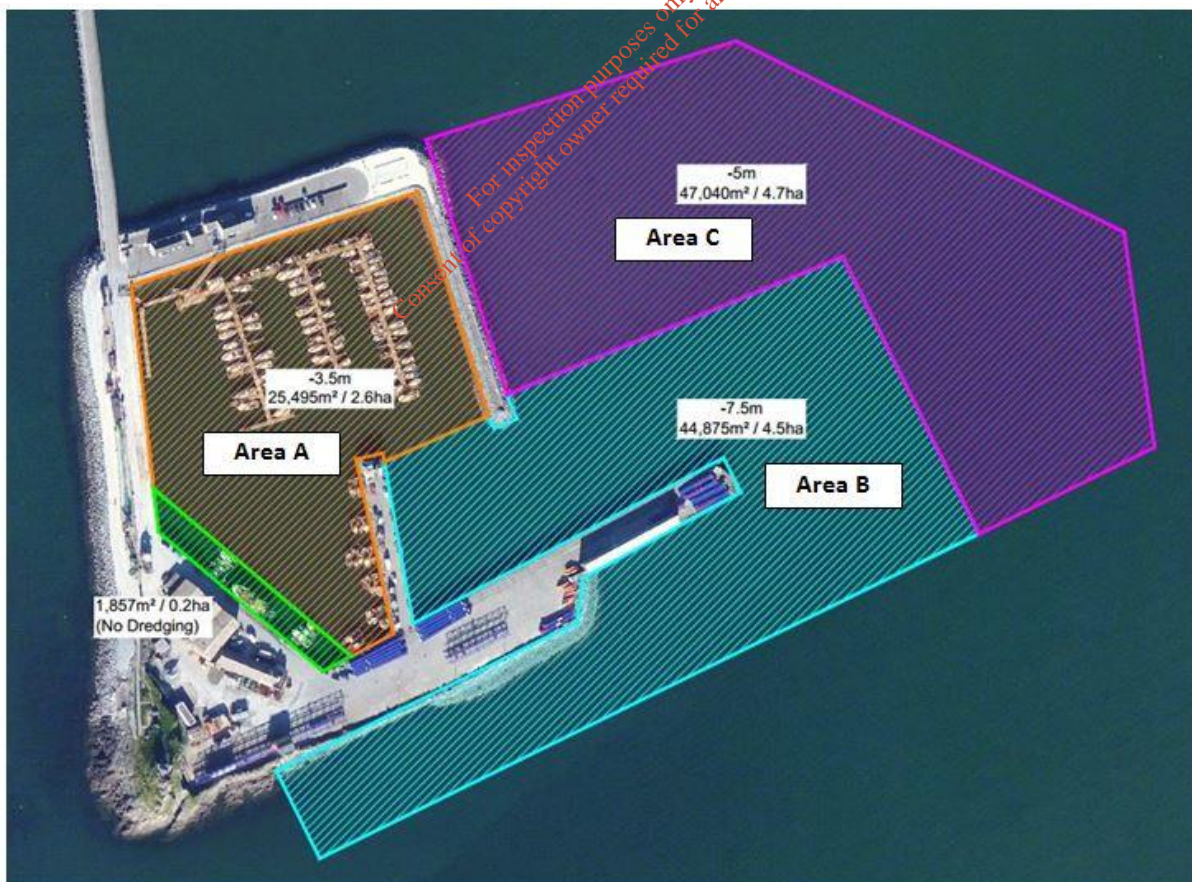 For inspection purposes only.
Consent of copyright owner required for
-5m
47,040m² / 4.7ha
Area C
-3.5m
25,495m² / 2.6ha
Area A
-7.5m
44,875m² / 4.5ha
Area B
1,857m² / 0.2ha
(No Dredging)